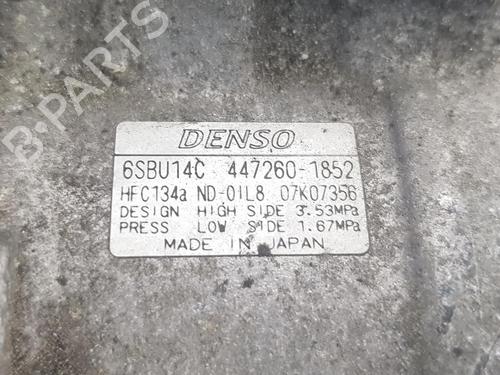 B-PARTS
DENSO
6SBU14C 447260-1852
HFC134a ND-OIL8 07K07356
DESIGN HIGH SIDE 3.53MPa
PRESS LOW SIDE 1.67MPa
MADE IN JAPAN